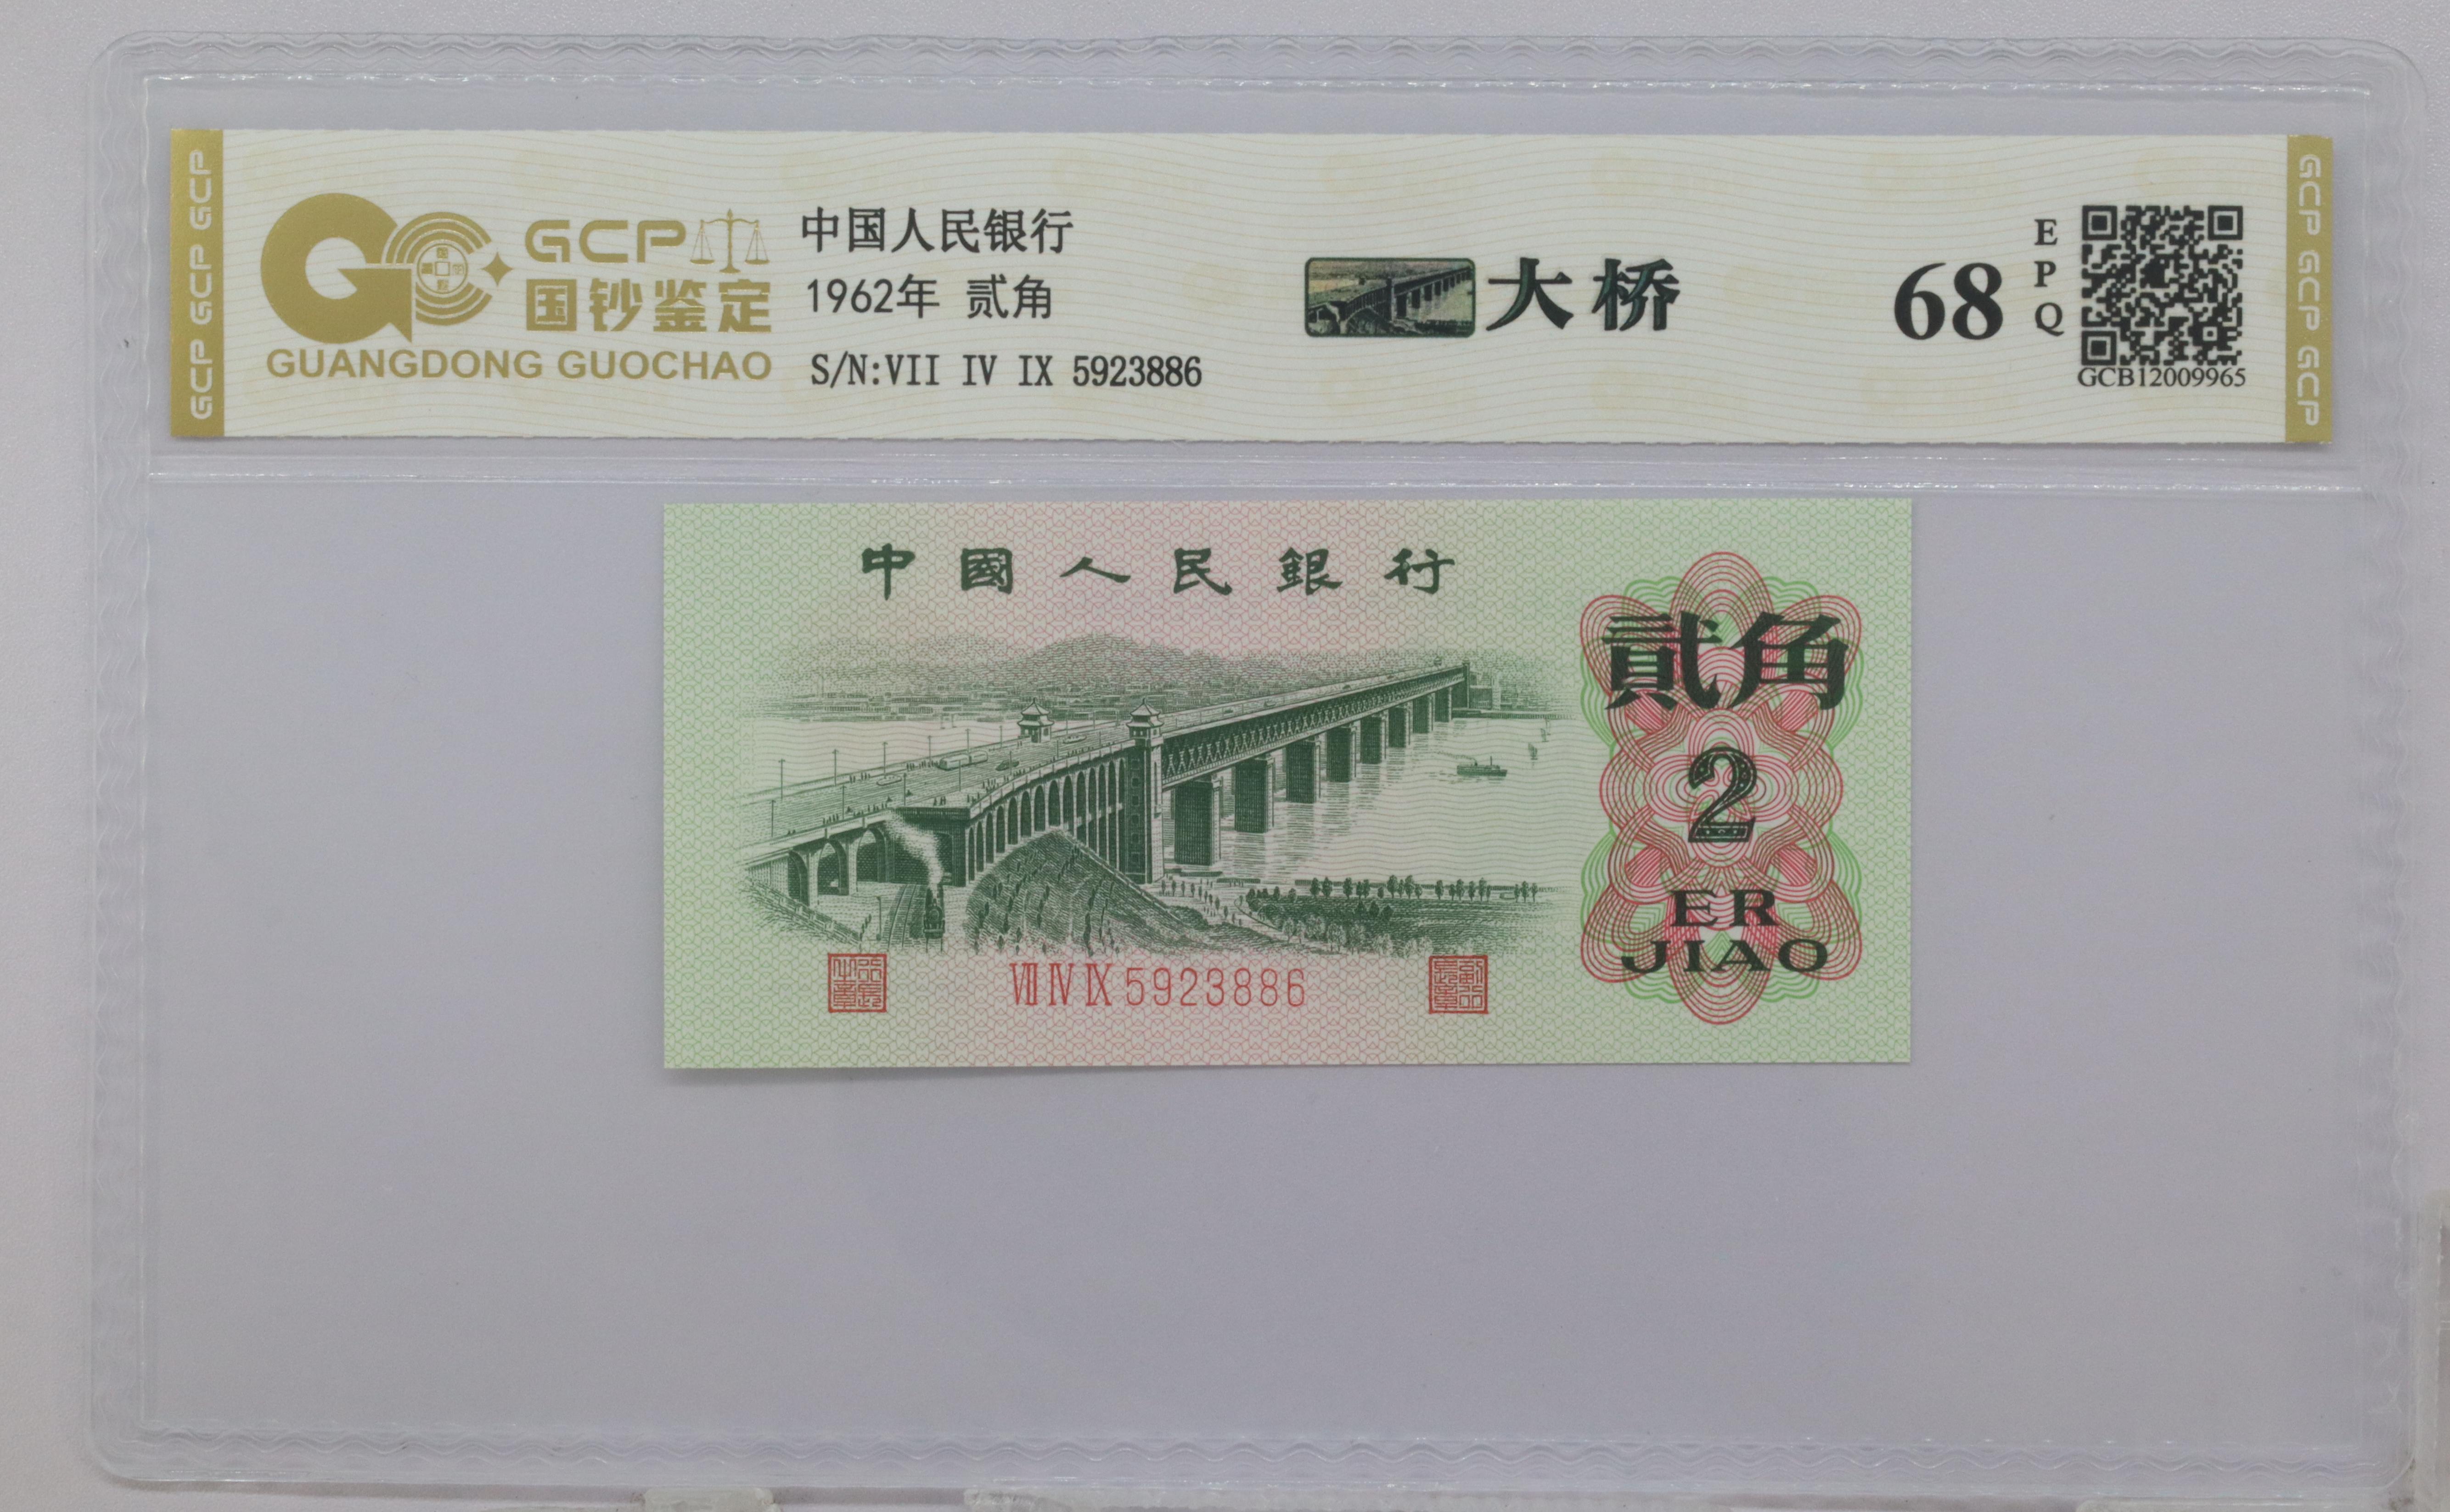 GCP GCP GCP
GCP
国钞鉴定
GUANGDONG GUOCHAO
中国人民银行
1962年 贰角
S/N:VII IV IX 5923886
大桥
68
EPQ
GCB12009965
GCP GCP GCP
中國人民銀行
貳角
2
ER
JIAO
VII IV IX 5923886